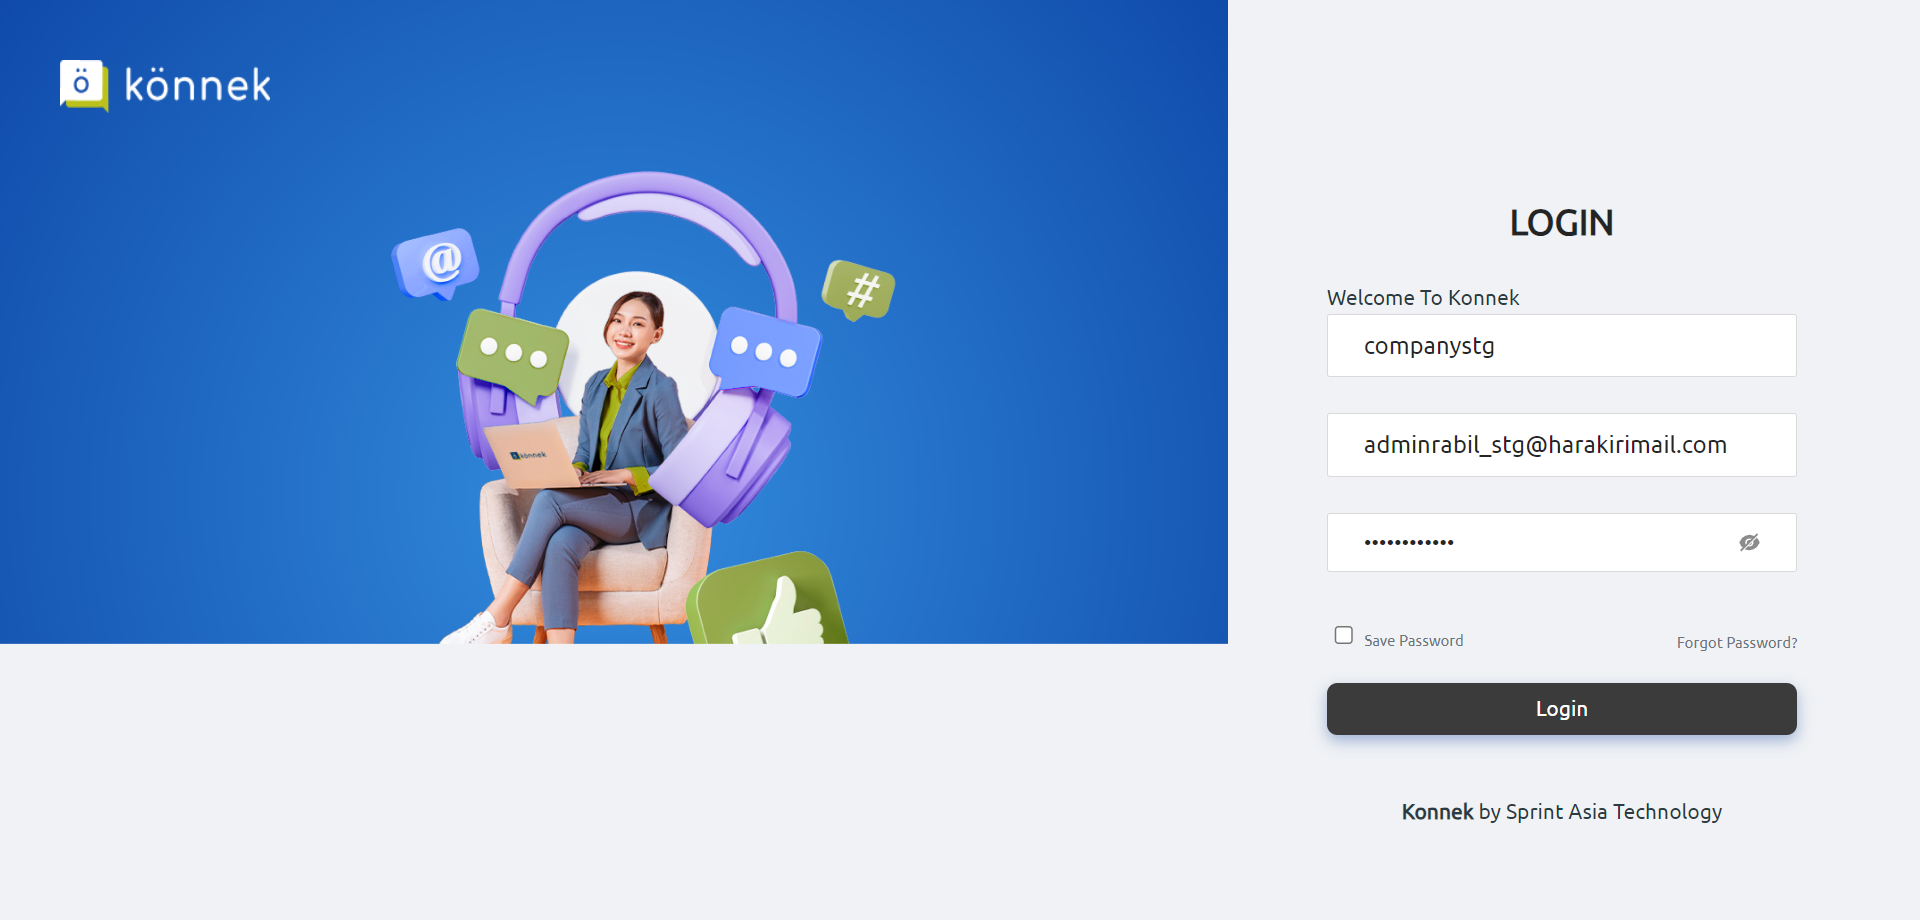 ö könnek
@
#
ö könnek
LOGIN
Welcome To Konnek
companystg
adminrabil_stg@harakirimail.com
••••••••••••
Save Password
Forgot Password?
Login
Konnek by Sprint Asia Technology